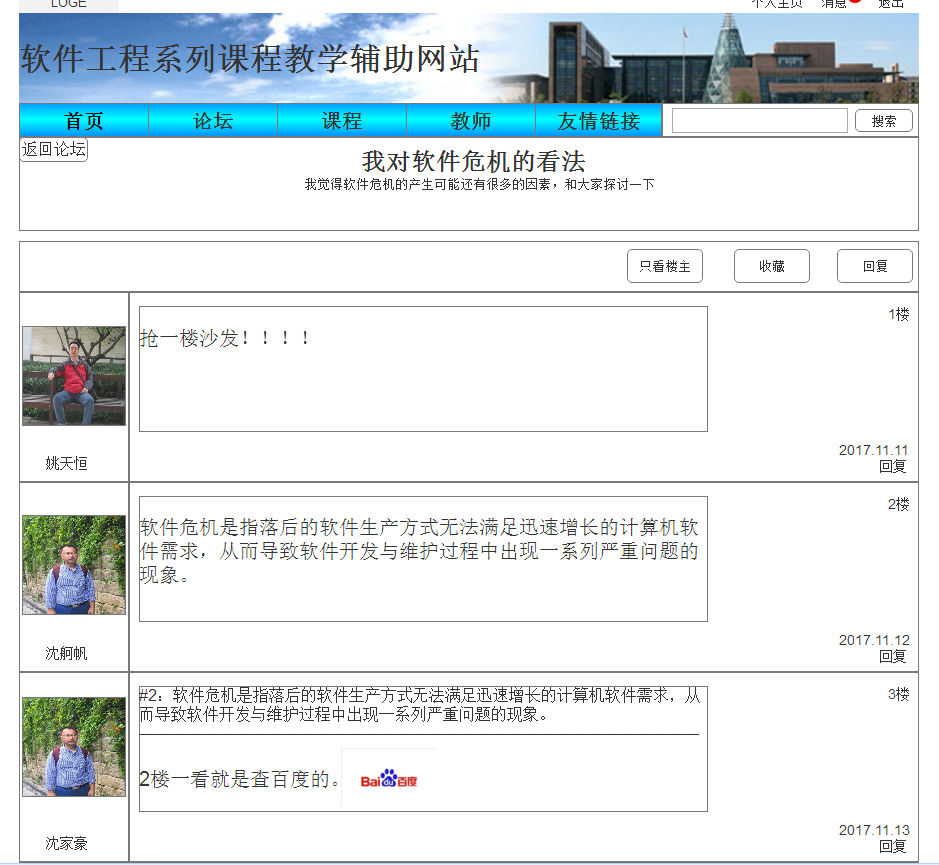 LOGE
个人主页 消息 退出
软件工程系列课程教学辅助网站
首页 论坛 课程 教师 友情链接 搜索
返回论坛
我对软件危机的看法
我觉得软件危机的产生可能还有很多的因素，和大家探讨一下
只看楼主 收藏 回复
1楼
抢一楼沙发！！！！
姚天恒
2017.11.11
回复
2楼
软件危机是指落后的软件生产方式无法满足迅速增长的计算机软
件需求，从而导致软件开发与维护过程中出现一系列严重问题的
现象。
沈舸帆
2017.11.12
回复
3楼
#2：软件危机是指落后的软件生产方式无法满足迅速增长的计算机软件需求，从
而导致软件开发与维护过程中出现一系列严重问题的现象。
2楼一看就是查百度的。 Bai du 百度
沈家豪
2017.11.13
回复